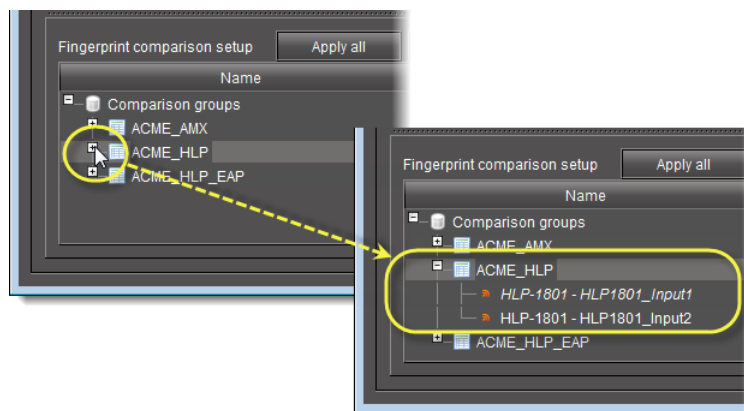 Fingerprint comparison setup Apply all
Name
Comparison groups
ACME_AMX
ACME_HLP
ACME_HLP_EAP
Fingerprint comparison setup Apply all
Name
Comparison groups
ACME_AMX
ACME_HLP
HLP-1801 - HLP1801_Input1
HLP-1801 - HLP1801_Input2
ACME_HLP_EAP